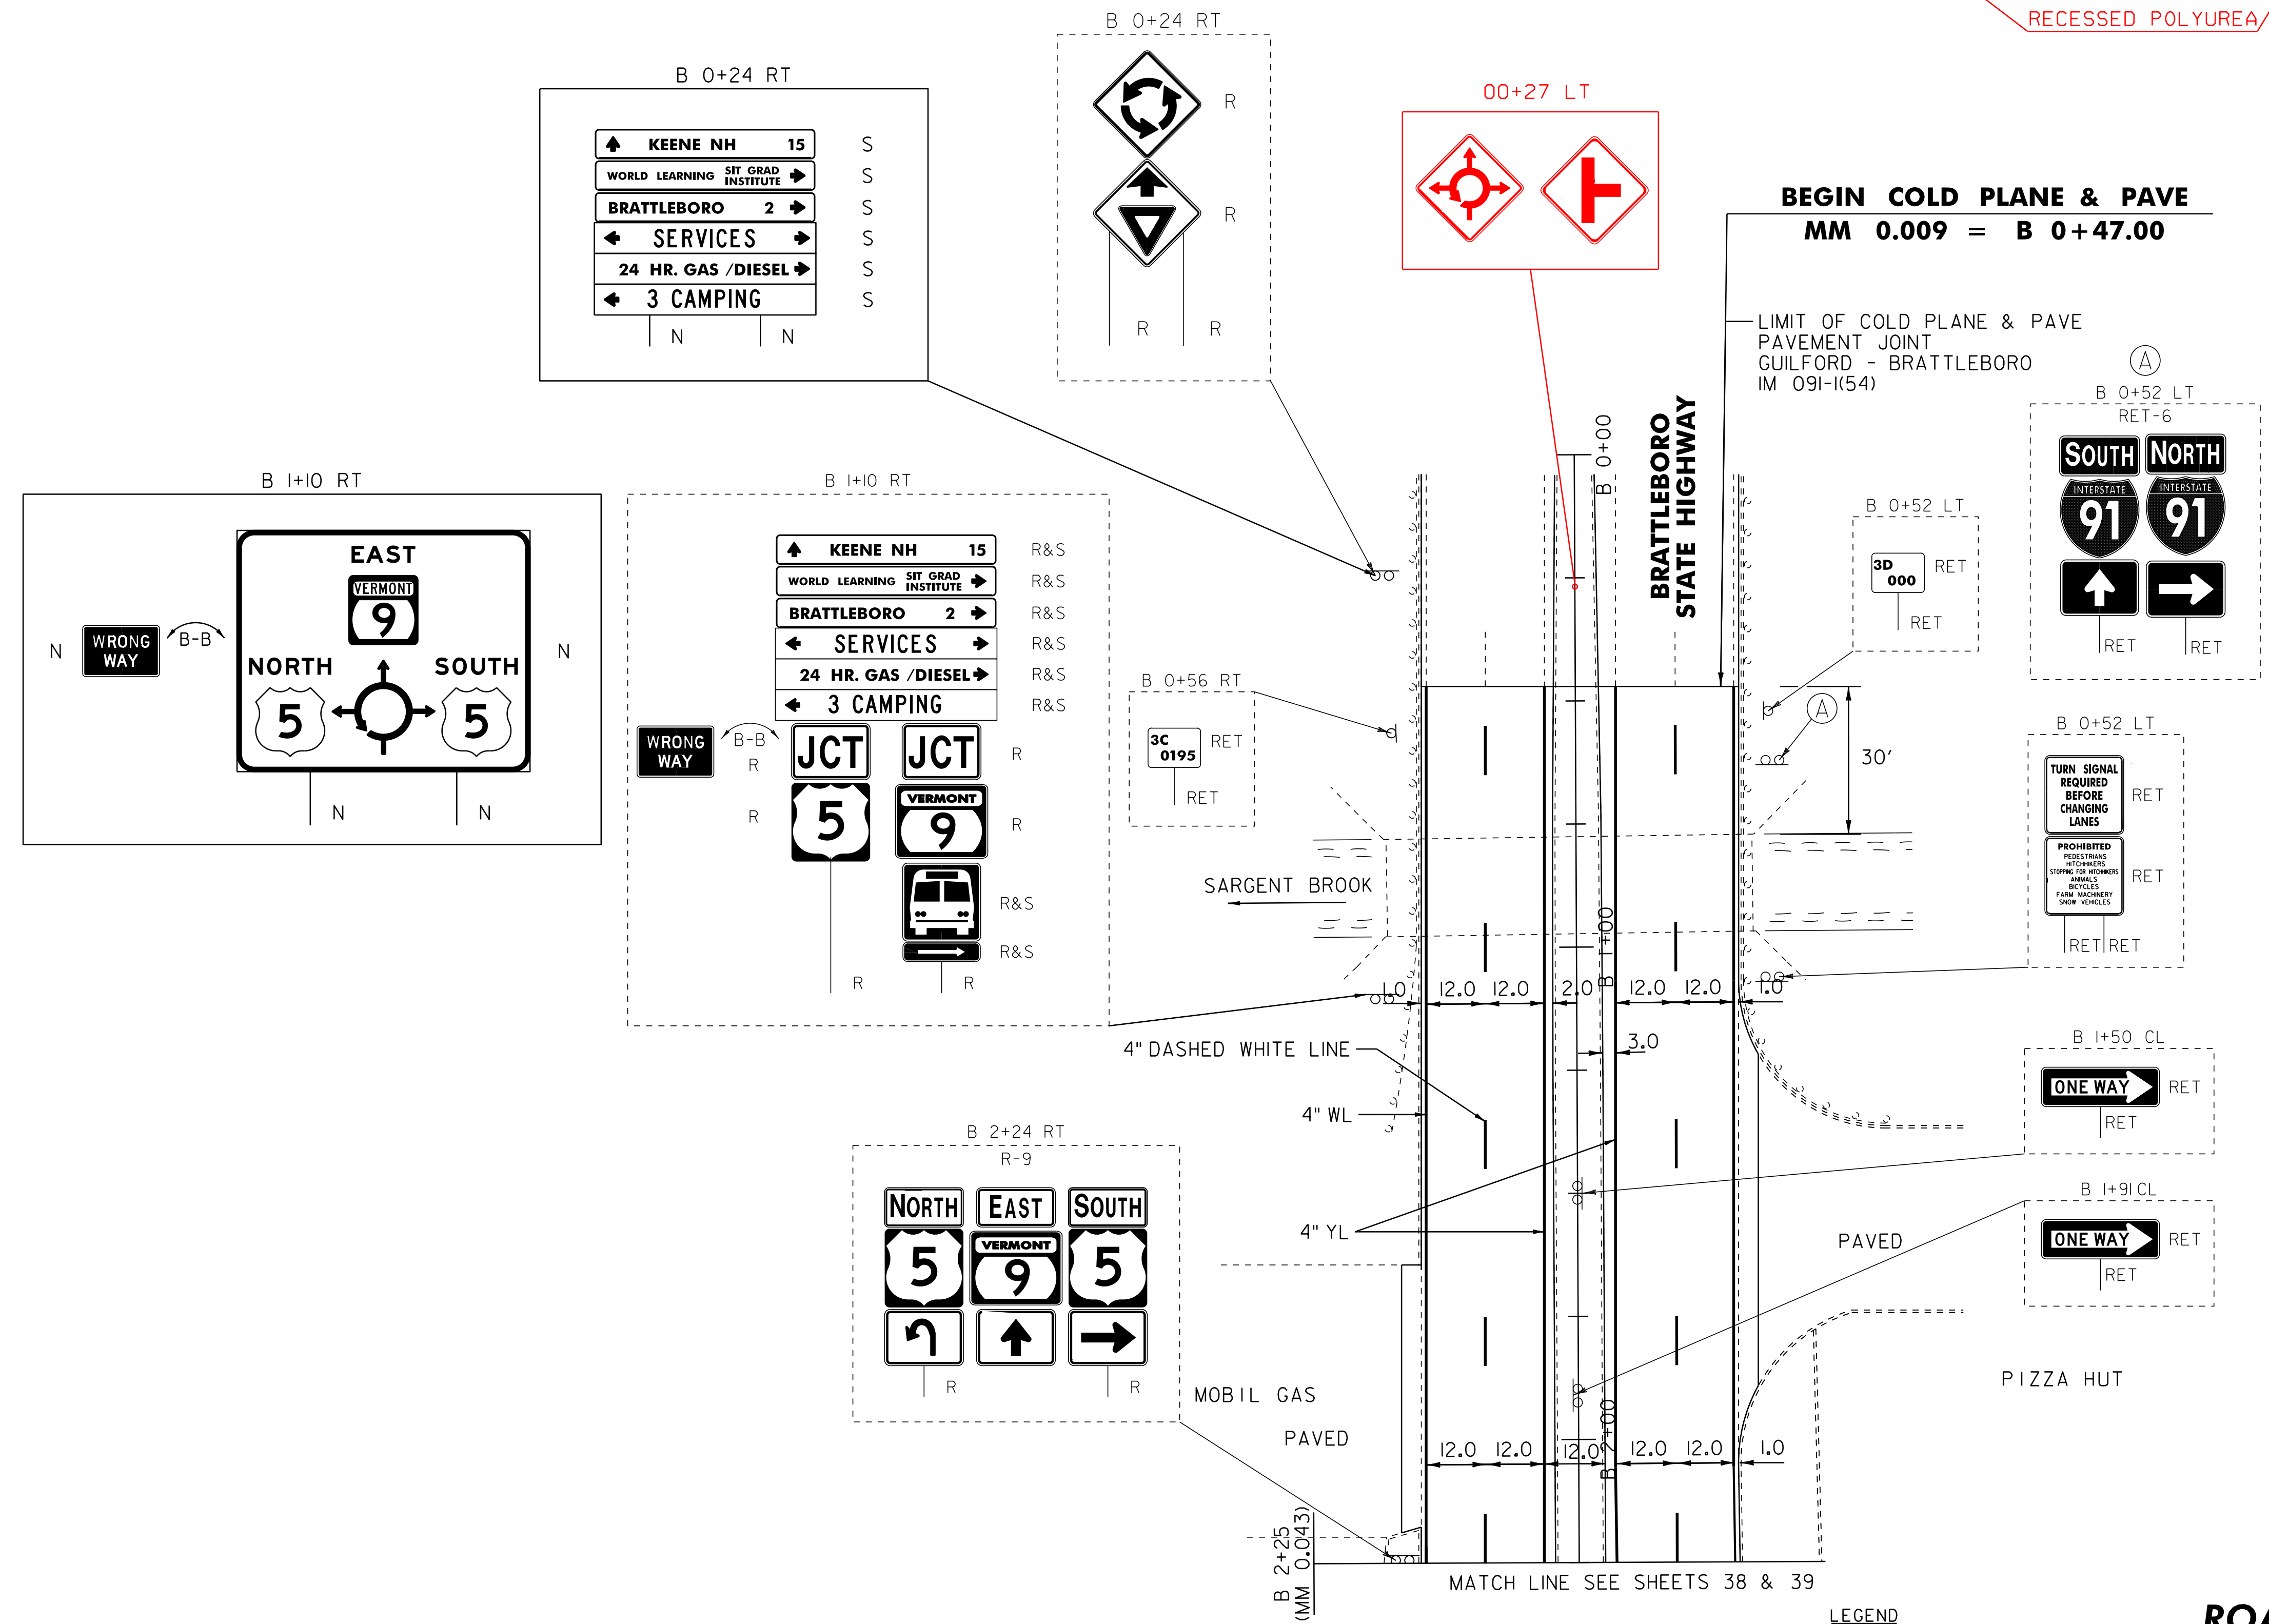 RECESSED POLYUREA
B 0+24 RT
KEENE NH 15 S
WORLD LEARNING SIT GRAD INSTITUTE S
BRATTLEBORO 2 S
SERVICES S
24 HR. GAS /DIESEL S
3 CAMPING S
N N
B 0+24 RT
R
R
R R
00+27 LT
BEGIN COLD PLANE & PAVE
MM 0.009 = B 0+47.00
LIMIT OF COLD PLANE & PAVE
PAVEMENT JOINT
GUILFORD - BRATTLEBORO
IM 091-1(54)
A
B 0+52 LT
RET-6
SOUTH NORTH
INTERSTATE INTERSTATE
91 91
RET RET
B 0+52 LT
3D
000
RET
RET
B 0+00
BRATTLEBORO
STATE HIGHWAY
B 1+10 RT
N
WRONG
WAY
B-B
EAST
VERMONT
9
NORTH SOUTH
5 5
N
N N
B 1+10 RT
KEENE NH 15 R&S
WORLD LEARNING SIT GRAD INSTITUTE R&S
BRATTLEBORO 2 R&S
SERVICES R&S
24 HR. GAS /DIESEL R&S
3 CAMPING R&S
WRONG
WAY
B-B
R
JCT JCT R
R
5
VERMONT
9
R
R&S
R&S
R R
B 0+56 RT
3C
0195
RET
RET
A
30'
B 0+52 LT
TURN SIGNAL
REQUIRED
BEFORE
CHANGING
LANES
RET
PROHIBITED
PEDESTRIANS
HITCHHIKERS
STOPPING FOR HITCHHIKERS
ANIMALS
BICYCLES
FARM MACHINERY
SNOW VEHICLES
RET
RET RET
SARGENT BROOK
B 1+00
1.0 12.0 12.0 2.0 12.0 12.0 1.0
3.0
4" DASHED WHITE LINE
4" WL
4" YL
B 1+50 CL
ONE WAY
RET
RET
B 1+91 CL
ONE WAY
RET
RET
PAVED
PIZZA HUT
B 2+24 RT
R-9
NORTH EAST SOUTH
5
VERMONT
9
5
R R
MOBIL GAS
PAVED
B 2+00
12.0 12.0 12.0 12.0 12.0 1.0
B 2+25
(MM 0.043)
MATCH LINE SEE SHEETS 38 & 39
LEGEND